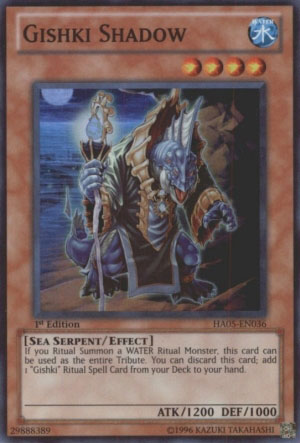 GISHKI SHADOW
WATER
水
1st Edition
HA05-EN036
[SEA SERPENT/EFFECT]
If you Ritual Summon a WATER Ritual Monster, this card can
be used as the entire Tribute. You can discard this card; add
1 "Gishki" Ritual Spell Card from your Deck to your hand.
ATK/1200 DEF/1000
29888389
©1996 KAZUKI TAKAHASHI